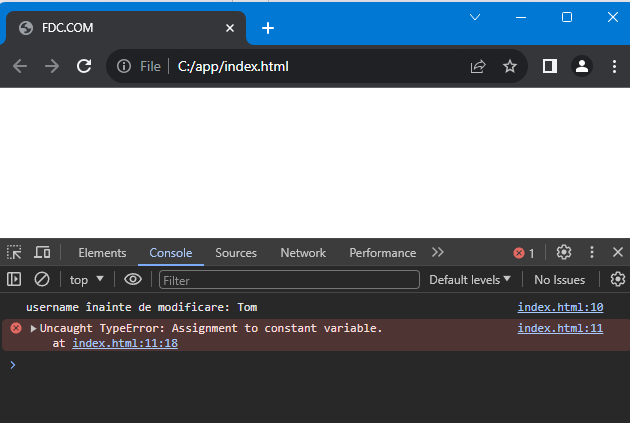 FDC.COM
File | C:/app/index.html
Elements Console Sources Network Performance 1
top Filter Default levels No Issues
username înainte de modificare: Tom index.html:10
Uncaught TypeError: Assignment to constant variable. index.html:11
at index.html:11:18